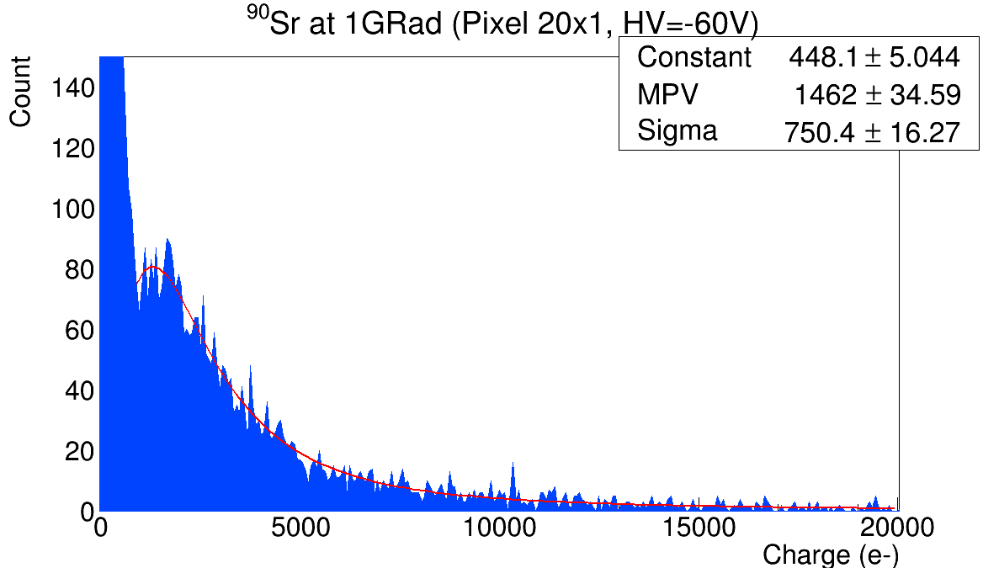 ⁹⁰Sr at 1GRad (Pixel 20x1, HV=-60V)
Constant 448.1 ± 5.044
MPV 1462 ± 34.59
Sigma 750.4 ± 16.27
Count
140
120
100
80
60
40
20
0
0 5000 10000 15000 20000
Charge (e-)